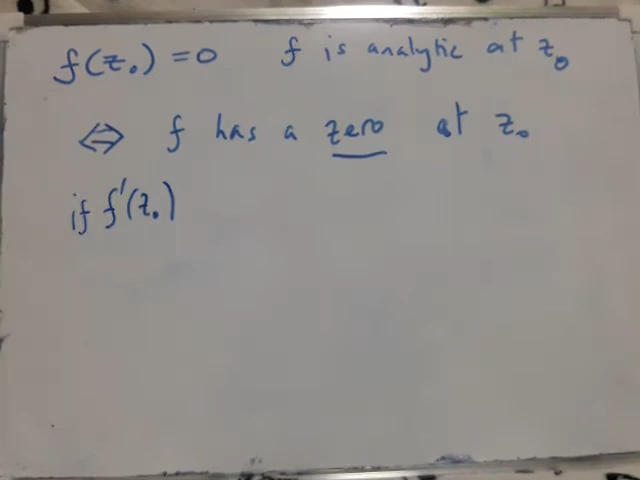 f(z₀) = 0 f is analytic at z₀
⇔ f has a zero at z₀
if f'(z₀)